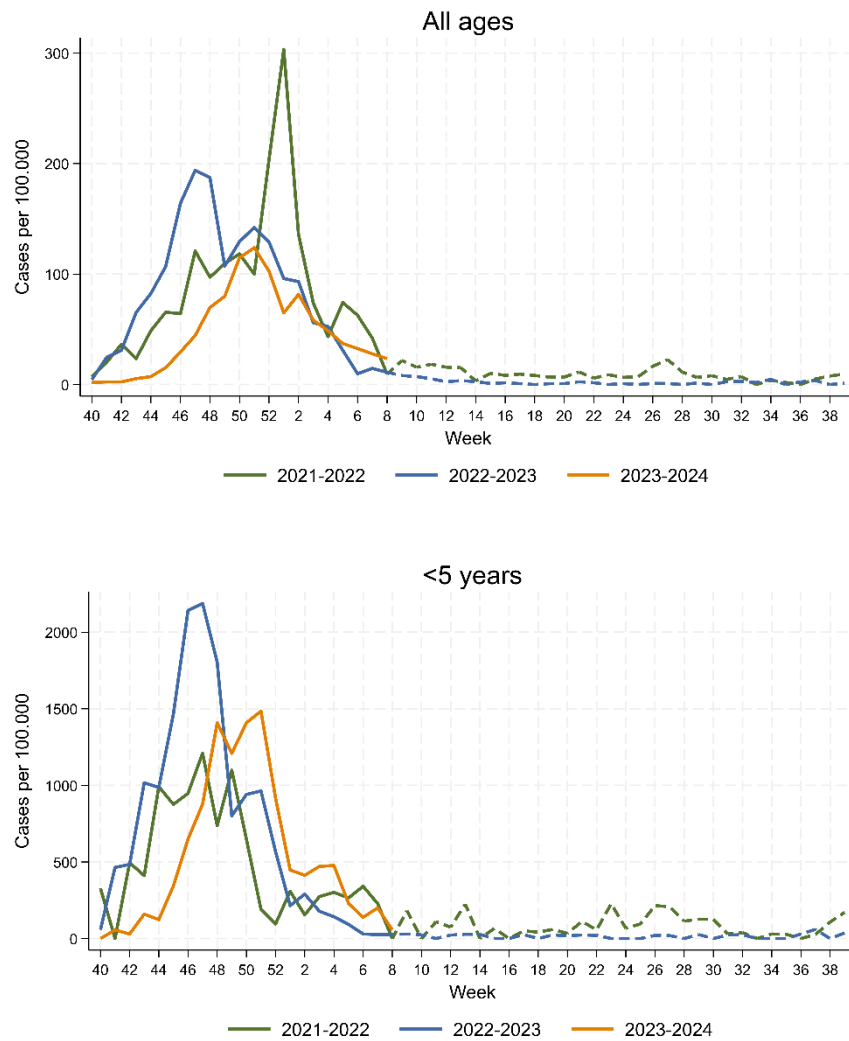 All ages
Cases per 100.000
300
200
100
0
40 42 44 46 48 50 52 2 4 6 8 10 12 14 16 18 20 22 24 26 28 30 32 34 36 38
Week
2021-2022 2022-2023 2023-2024
<5 years
Cases per 100.000
2000
1500
1000
500
0
40 42 44 46 48 50 52 2 4 6 8 10 12 14 16 18 20 22 24 26 28 30 32 34 36 38
Week
2021-2022 2022-2023 2023-2024